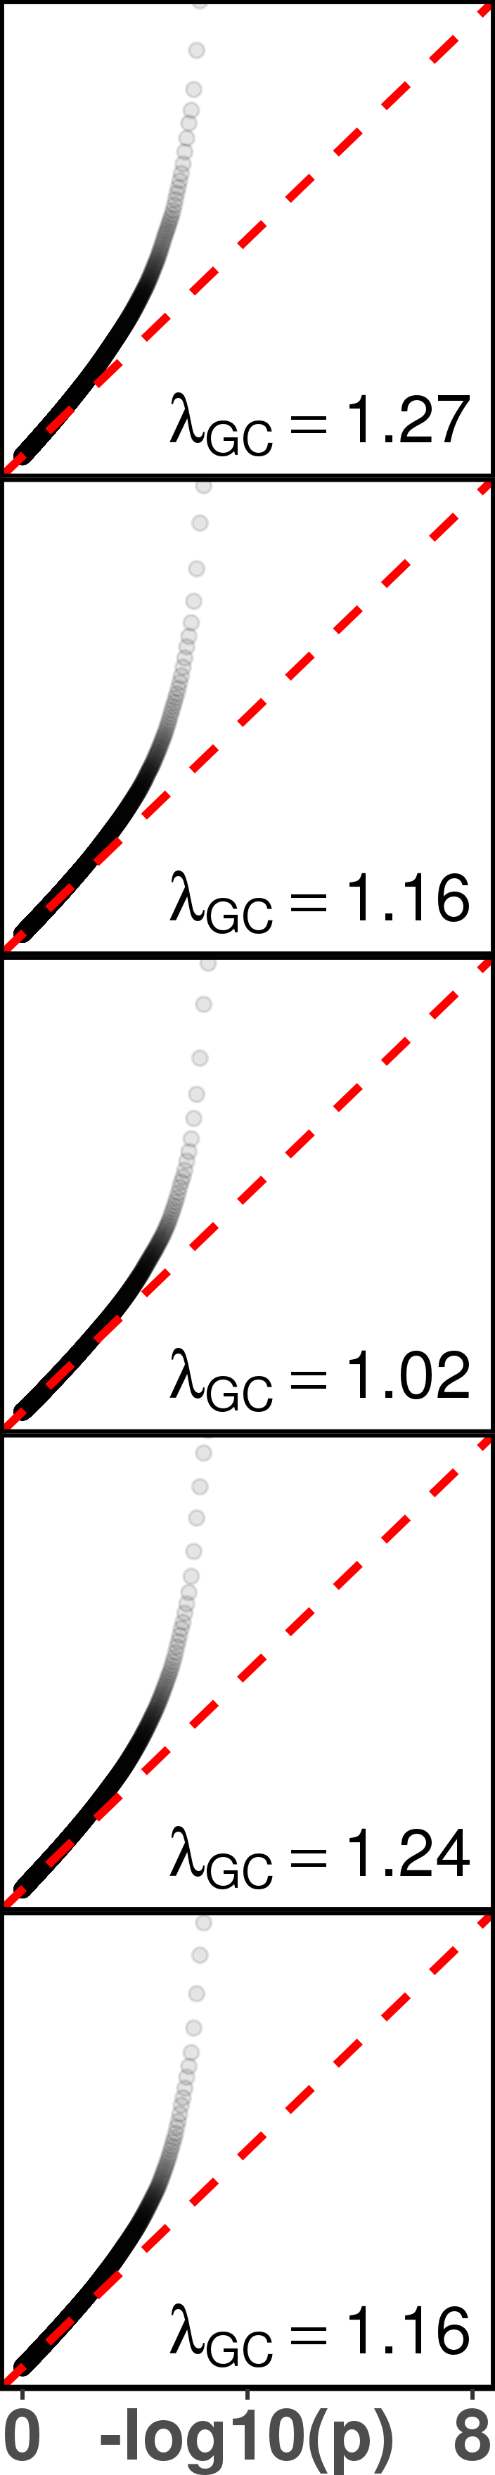 λGC = 1.27
λGC = 1.16
λGC = 1.02
λGC = 1.24
λGC = 1.16
0 -log10(p) 8